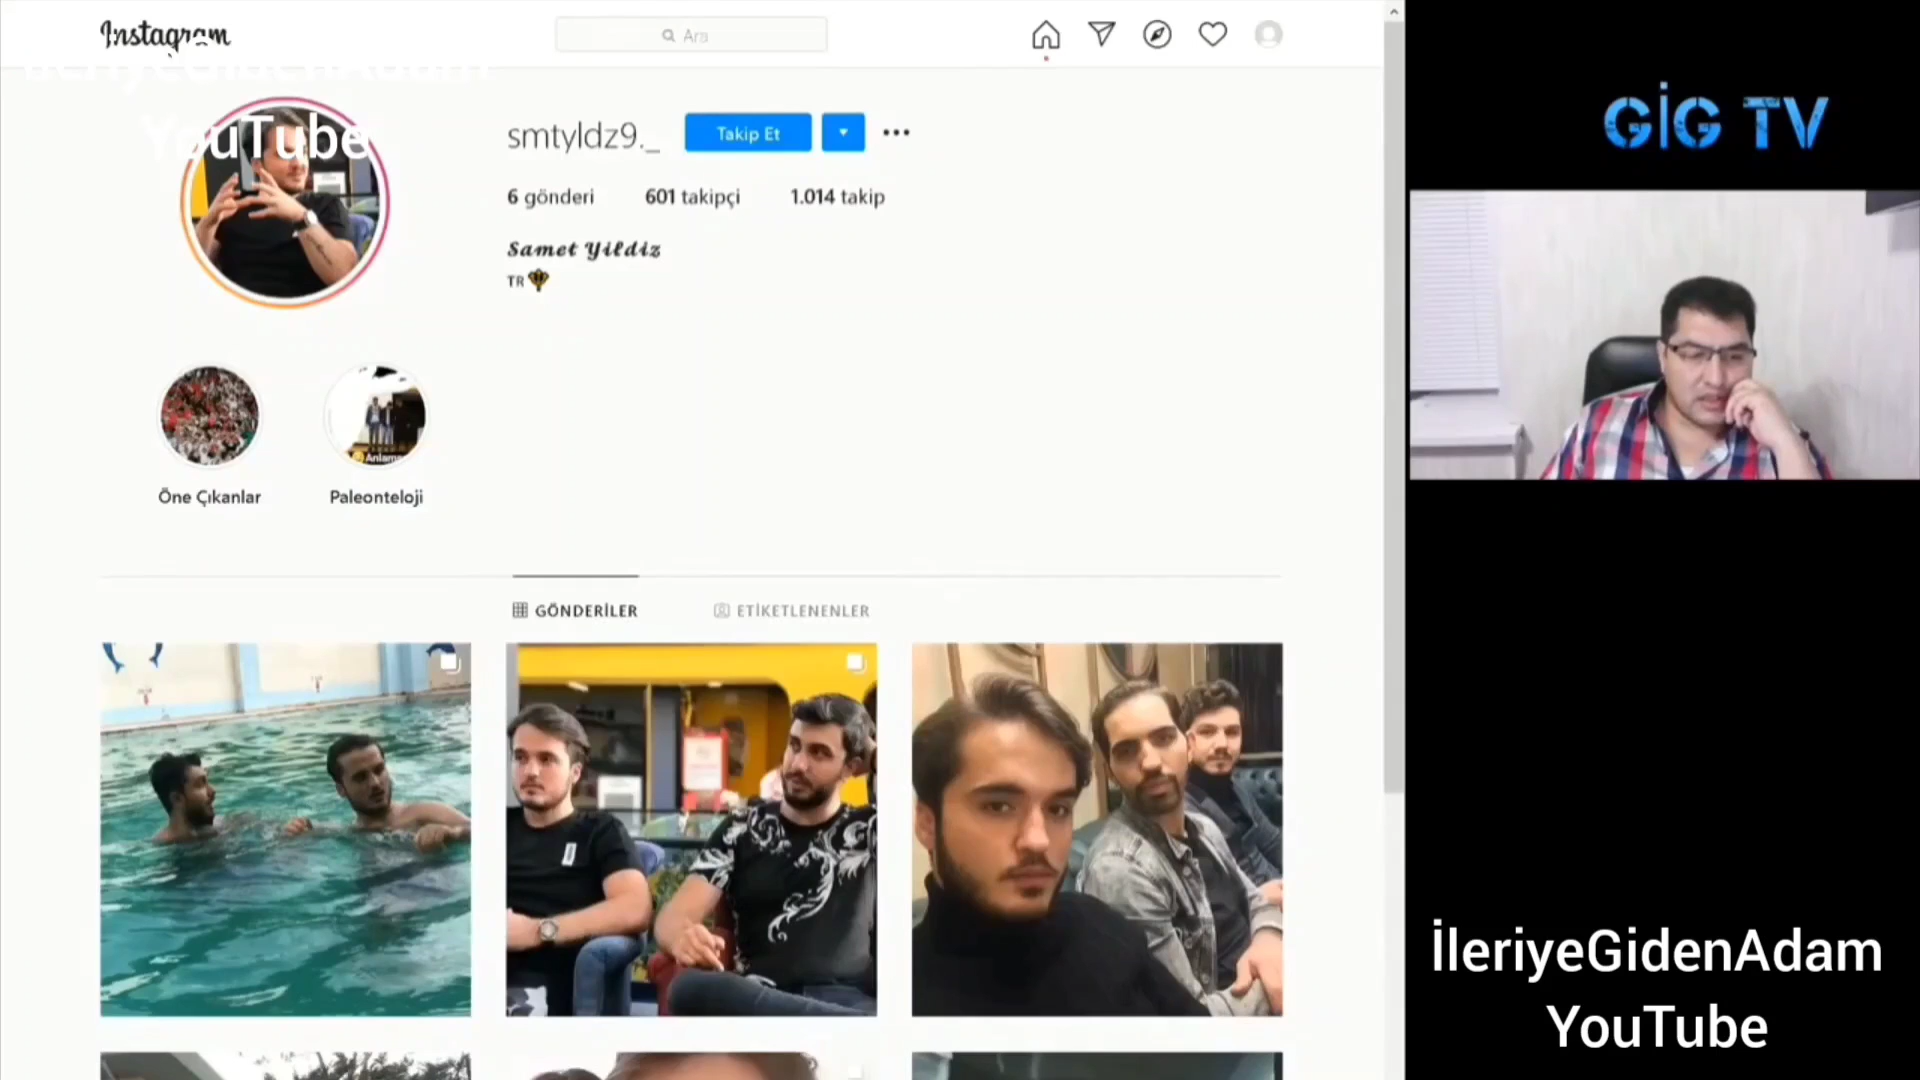 Instagram
Ara
İleriyeGidenAdam
YouTube
smtyldz9._
Takip Et
6 gönderi
601 takipçi
1.014 takip
Samet Yildiz
TR
Öne Çıkanlar
Paleonteloji
GÖNDERİLER
ETİKETLENENLER
GİG TV
İleriyeGidenAdam
YouTube